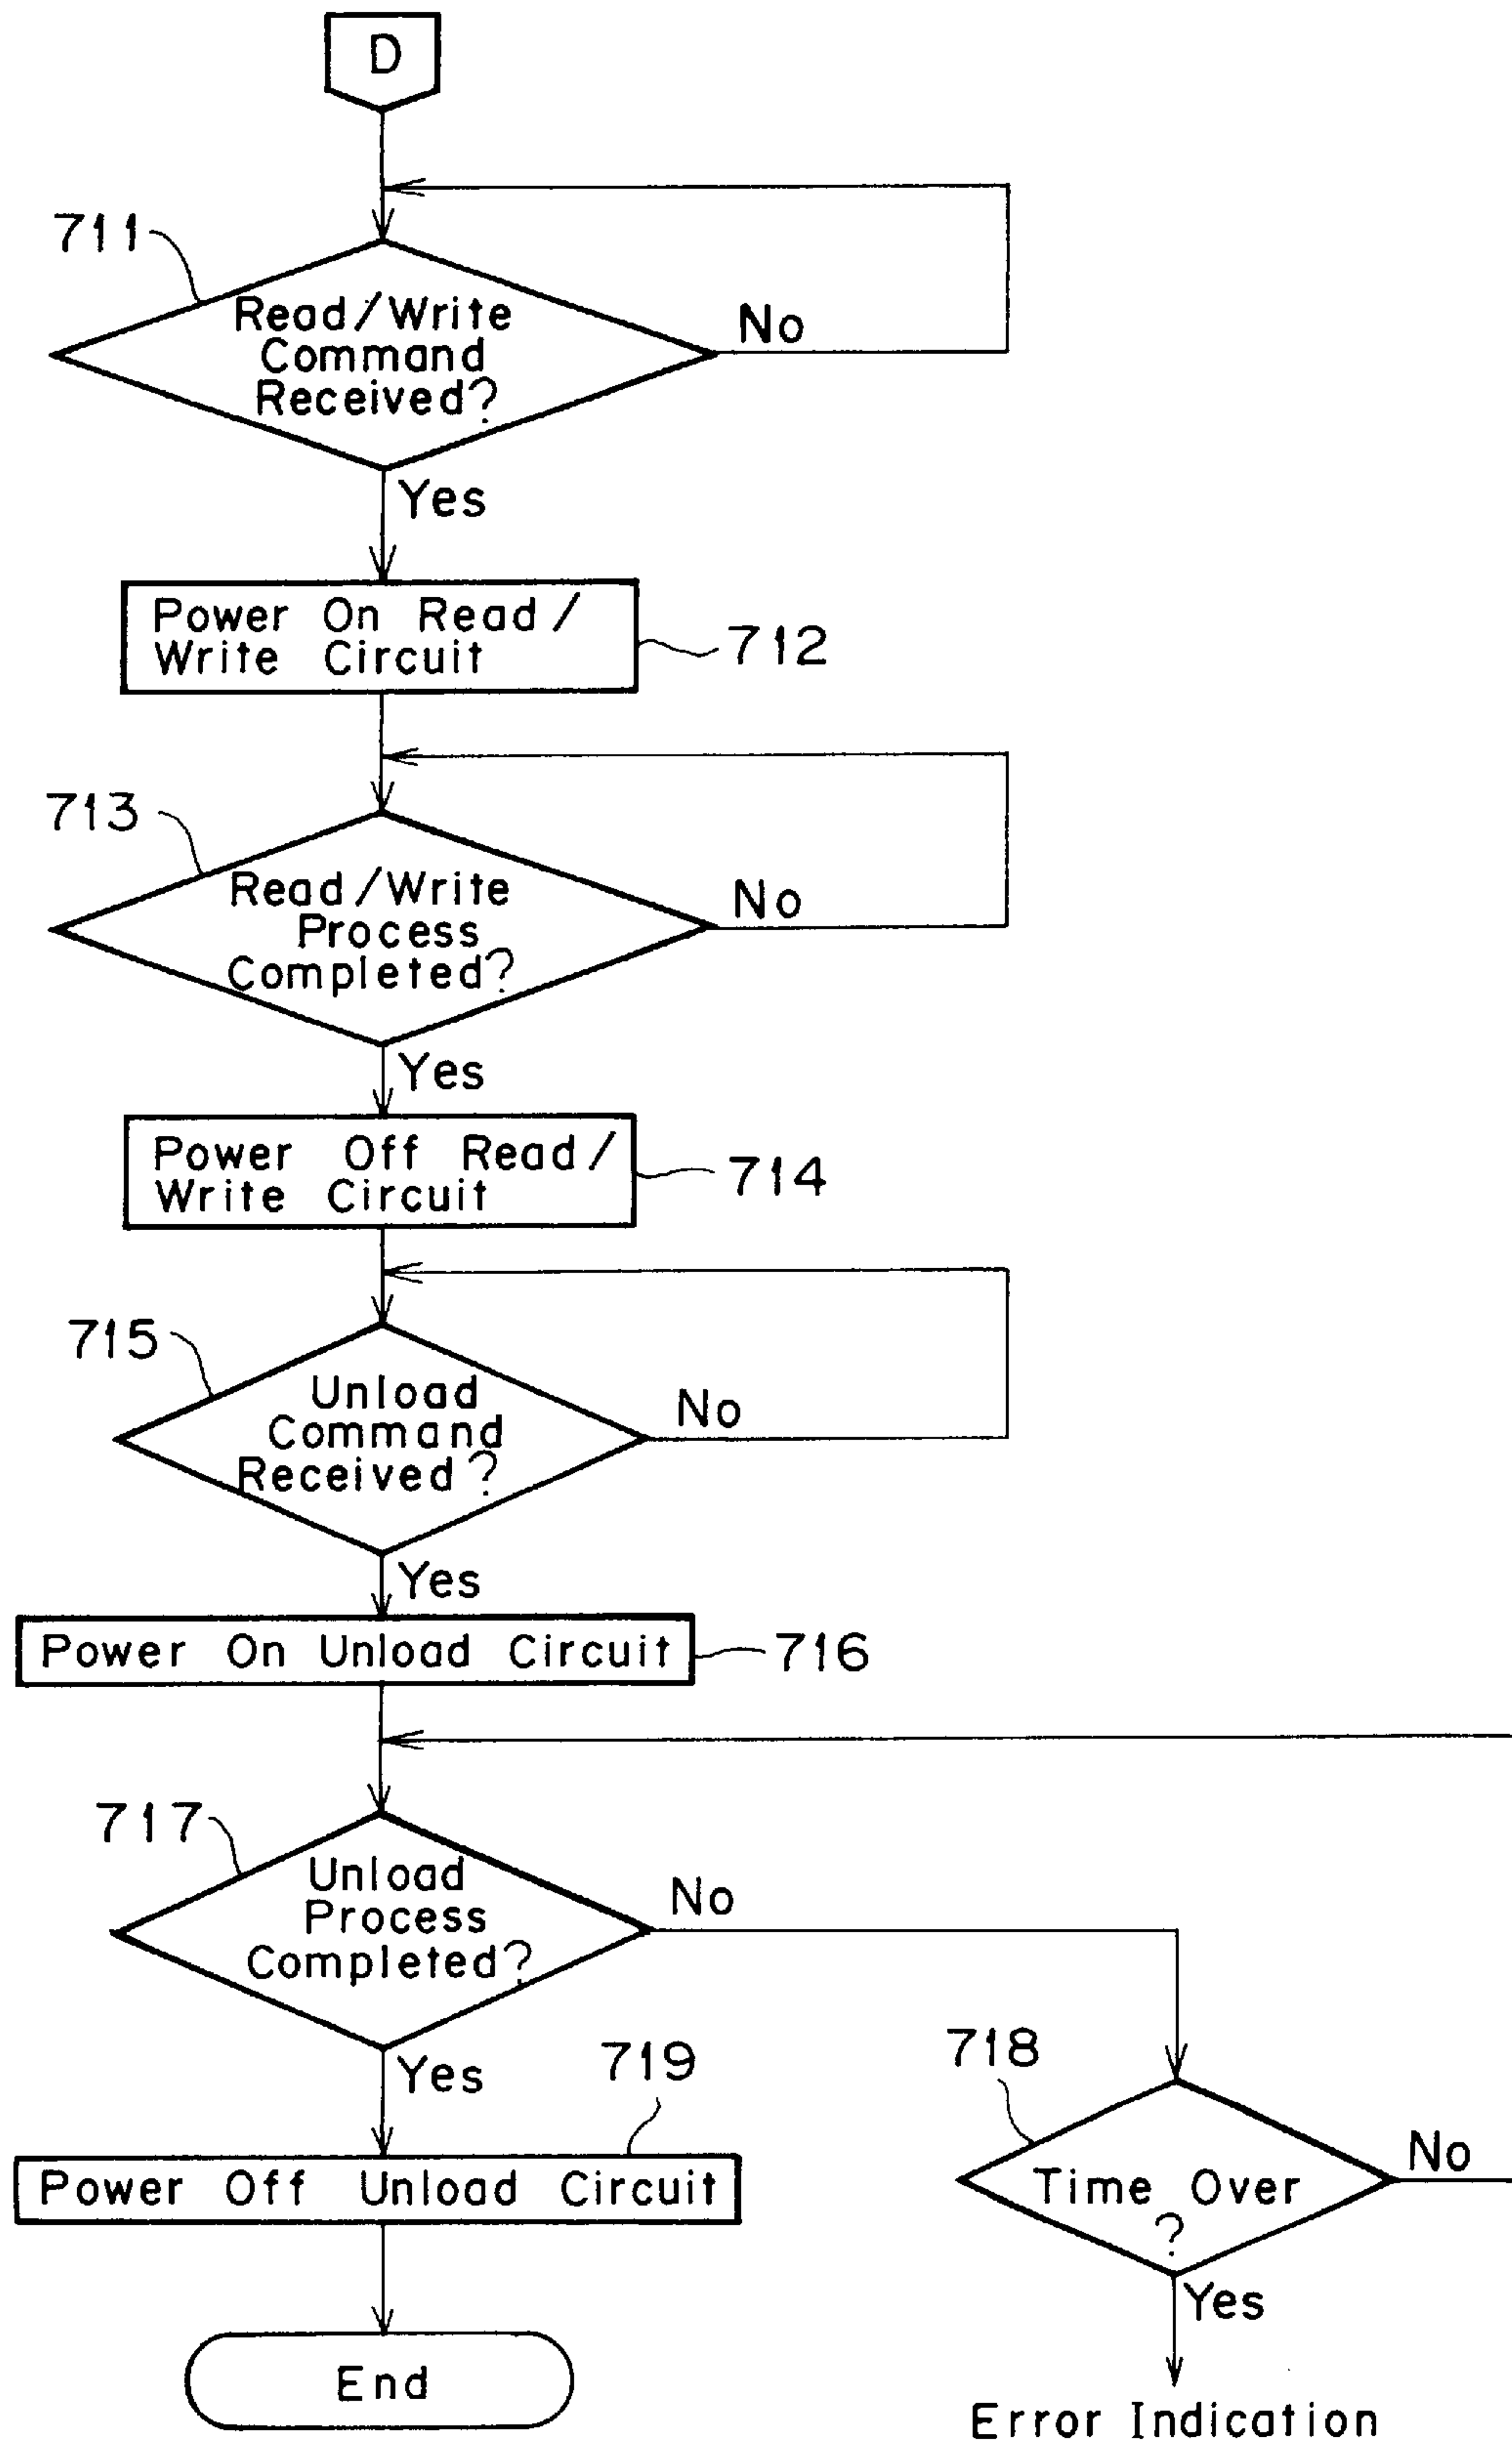 D
711
Read/Write
Command
Received?
No
Yes
Power On Read/
Write Circuit
712
713
Read/Write
Process
Completed?
No
Yes
Power Off Read/
Write Circuit
714
715
Unload
Command
Received?
No
Yes
Power On Unload Circuit
716
717
Unload
Process
Completed?
No
Yes
719
718
Power Off Unload Circuit
Time Over
?
No
Yes
End
Error Indication